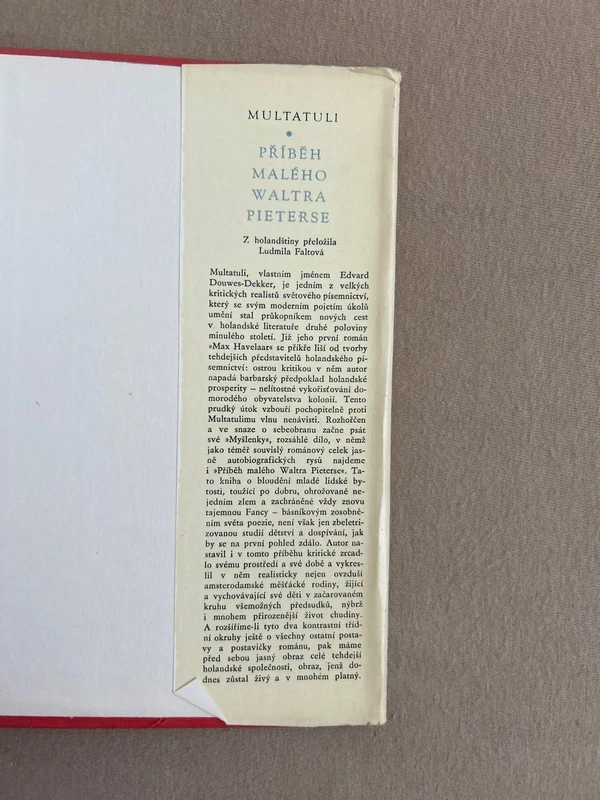 MULTATULI
PŘÍBĚH
MALÉHO
WALTRA
PIETERSE
Z holandštiny přeložila
Ludmila Faltová
Multatuli, vlastním jménem Edvard
Douwes-Dekker, je jedním z velkých
kritických realistů světového písemnictví,
který se svým moderním pojetím úkolů
umění stal průkopníkem nových cest
v holandské literatuře druhé poloviny
minulého století. Již jeho první román
»Max Havelaar« se příkře liší od tvorby
tehdejších představitelů holandského pí-
semnictví: ostrou kritikou v něm autor
napadá barbarský předpoklad holandské
prosperity – nelítostné vykořisťování do-
morodého obyvatelstva kolonií. Tento
prudký útok vzbouří pochopitelně proti
Multatulimu vlnu nenávisti. Rozhořčen
a ve snaze o sebeobranu začne psát
své »Myšlenky«, rozsáhlé dílo, v němž
jako téměř souvislý románový celek jas-
ně autobiografických rysů najdeme
i »Příběh malého Waltra Pieterse«. Ta-
to kniha o bloudění mladé lidské by-
tosti, toužící po dobru, ohrožované ne-
jedním zlem a zachráněné vždy znovu
tajemnou Fancy – básníkovým zosobně-
ním světa poezie, není však jen zbeletri-
zovanou studií dětství a dospívání, jak
by se na první pohled zdálo. Autor na-
stavil i v tomto příběhu kritické zrcad-
lo svému prostředí a své době a vykres-
lil v něm realisticky nejen ovzduší
amsterodamské měšťácké rodiny, žijící
a vychovávající své děti v začarovaném
kruhu všemožných předsudků, nýbrž
i mnohem přirozenější život chudiny.
A rozšíříme-li tyto dva kontrastní tříd-
ní okruhy ještě o všechny ostatní posta-
vy a postavičky románu, pak máme
před sebou jasný obraz celé tehdejší
holandské společnosti, obraz, jenž do-
dnes zůstal živý a v mnohém platný.